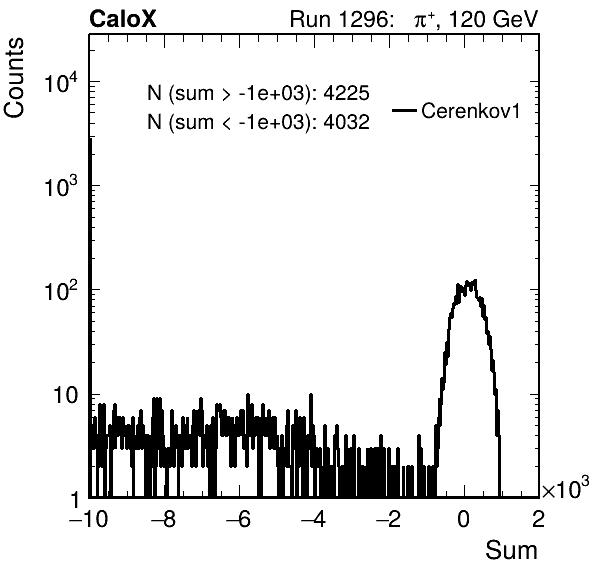 CaloX Run 1296: π⁺, 120 GeV
Counts
N (sum > -1e+03): 4225
N (sum < -1e+03): 4032
Cerenkov1
10⁴
10³
10²
10
1
−10 −8 −6 −4 −2 0 2
×10³
Sum